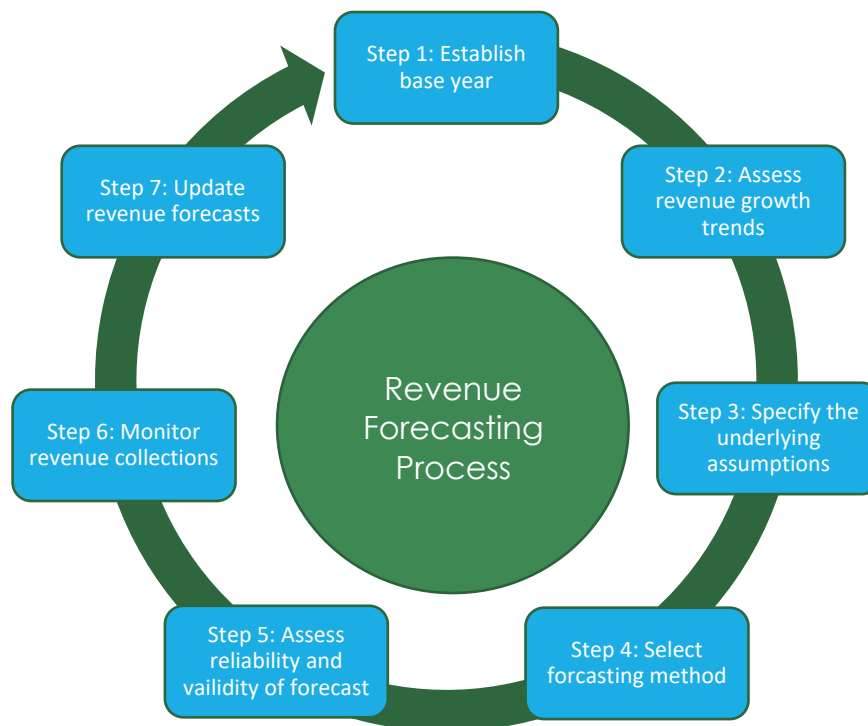 Step 1: Establish
base year
Step 2: Assess
revenue growth
trends
Step 3: Specify the
underlying
assumptions
Step 4: Select
forcasting method
Step 5: Assess
reliability and
vailidity of forecast
Step 6: Monitor
revenue collections
Step 7: Update
revenue forecasts
Revenue
Forecasting
Process